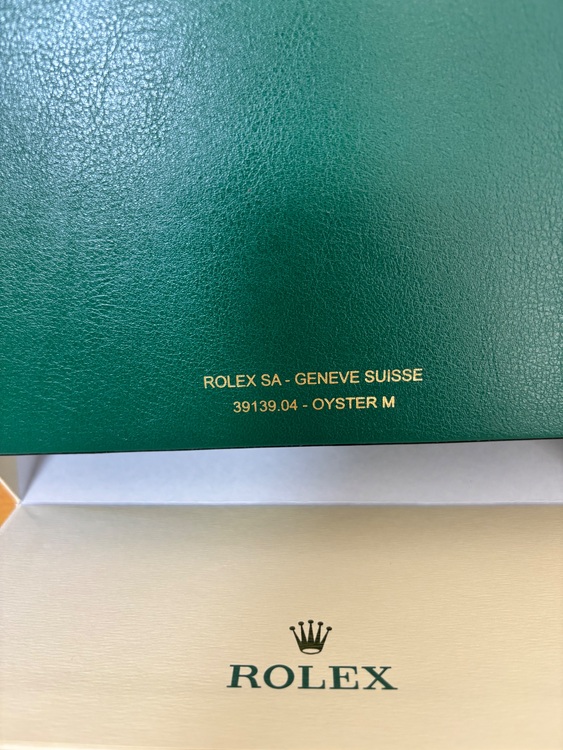 ROLEX SA - GENEVE SUISSE
39139.04 - OYSTER M
ROLEX